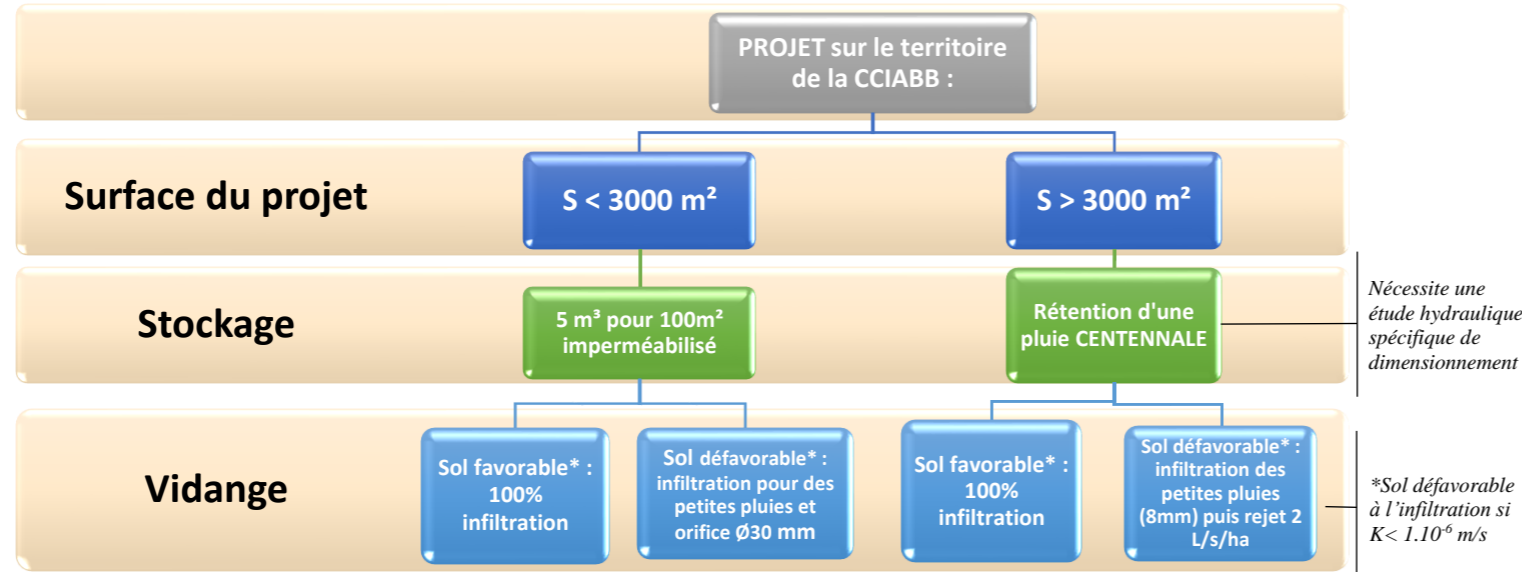 PROJET sur le territoire
de la CCIABB :
Surface du projet
S < 3000 m²
S > 3000 m²
Stockage
5 m³ pour 100m²
imperméabilisé
Rétention d'une
pluie CENTENNALE
Nécessite une
étude hydraulique
spécifique de
dimensionnement
Vidange
Sol favorable* :
100%
infiltration
Sol défavorable* :
infiltration pour des
petites pluies et
orifice Ø30 mm
Sol favorable* :
100%
infiltration
Sol défavorable* :
infiltration des
petites pluies
(8mm) puis rejet 2
L/s/ha
*Sol défavorable
à l’infiltration si
K< 1.10⁻⁶ m/s